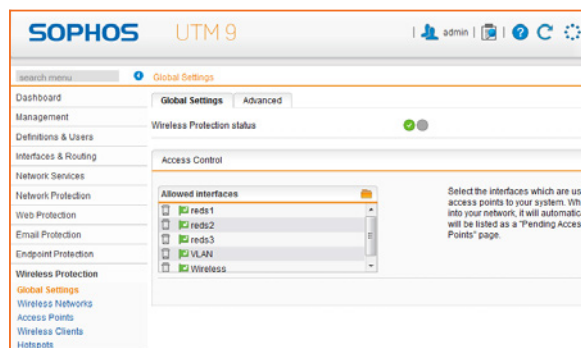 SOPHOS UTM 9 | admin | |
search menu Global Settings
Dashboard
Management
Definitions & Users
Interfaces & Routing
Network Services
Network Protection
Web Protection
Email Protection
Endpoint Protection
Wireless Protection
Global Settings
Wireless Networks
Access Points
Wireless Clients
Hotspots
Global Settings Advanced
Wireless Protection status
Access Control
Allowed interfaces
reds1
reds2
reds3
VLAN
Wireless
Select the interfaces which are us
access points to your system. Wh
into your network, it will automatic
will be listed as a "Pending Acces
Points" page.